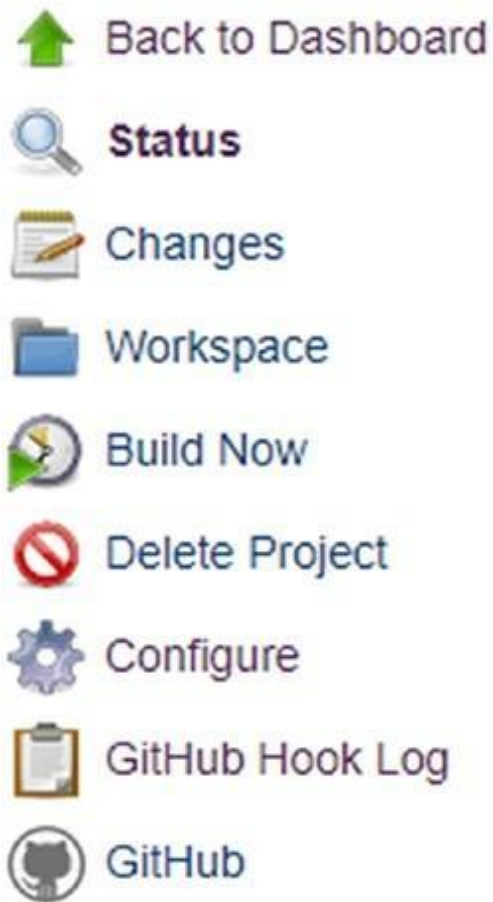 Back to Dashboard
Status
Changes
Workspace
Build Now
Delete Project
Configure
GitHub Hook Log
GitHub